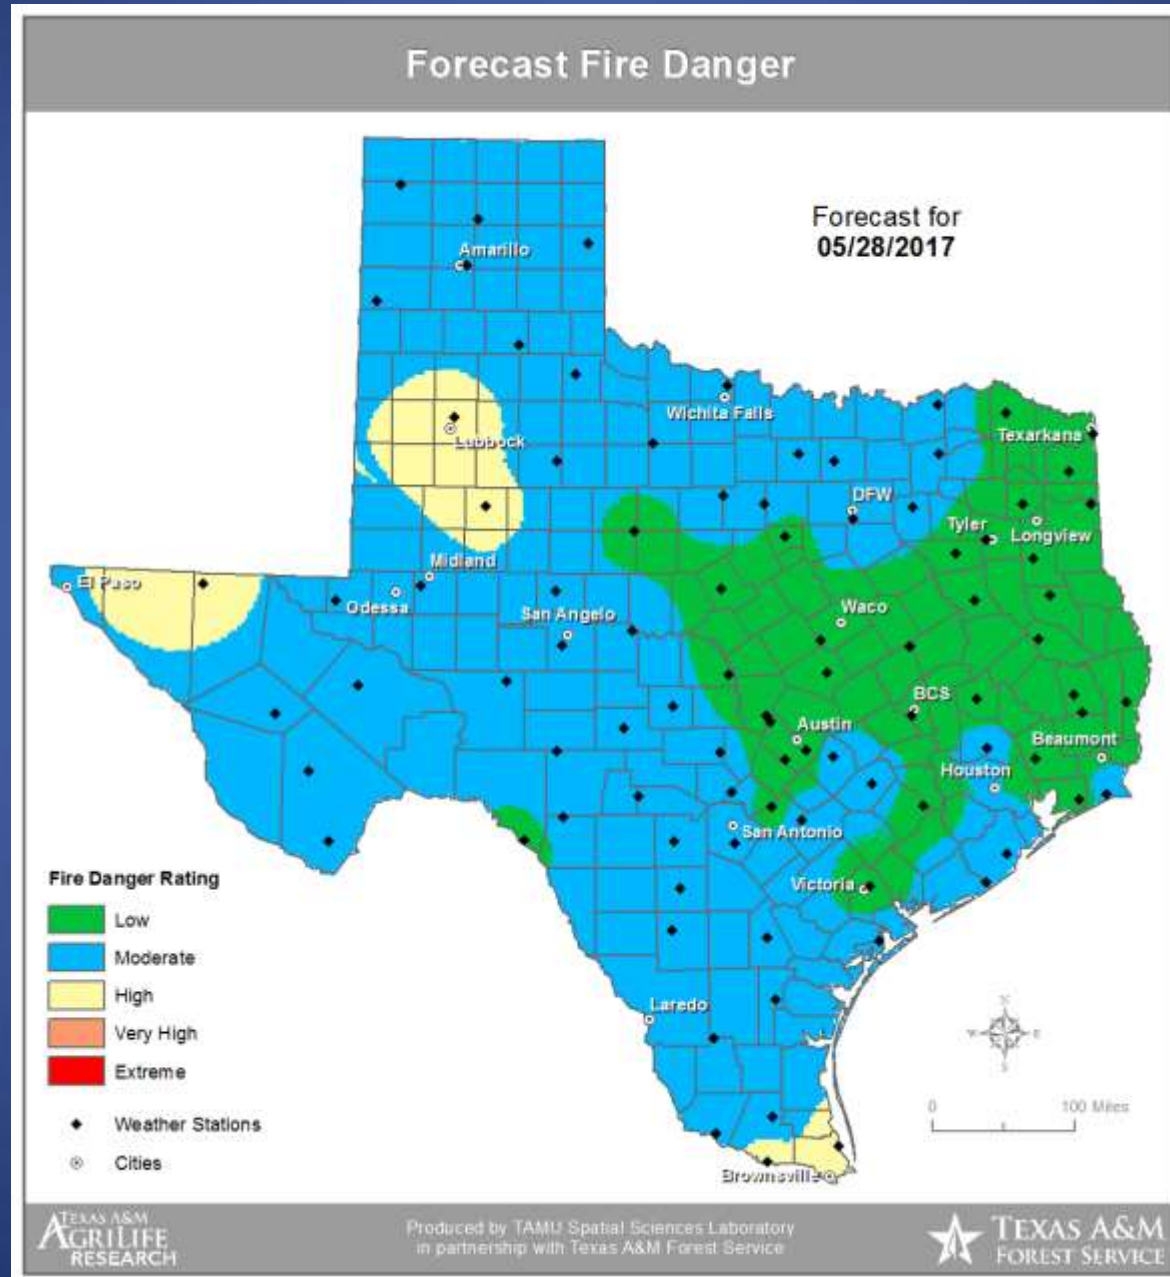 Forecast Fire Danger
Forecast for
05/28/2017
Amarillo
Wichita Falls
Texarkana
Lubbock
DFW
Tyler
Longview
Midland
El Paso
Odessa
San Angelo
Waco
BCS
Austin
Beaumont
Houston
San Antonio
Victoria
Fire Danger Rating
Low
Moderate
High
Very High
Extreme
Laredo
N
W
E
S
0
100 Miles
Weather Stations
Cities
Brownsville
TEXAS A&M
AGRILIFE
RESEARCH
Produced by TAMU Spatial Sciences Laboratory
in partnership with Texas A&M Forest Service
TEXAS A&M
FOREST SERVICE